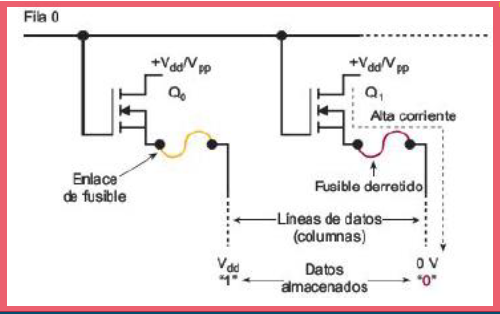 Fila 0
+Vdd/Vpp
Q0
+Vdd/Vpp
Q1
Alta corriente
Enlace
de fusible
Fusible derretido
Líneas de datos
(columnas)
Vdd
"1"
Datos
almacenados
0 V
"0"